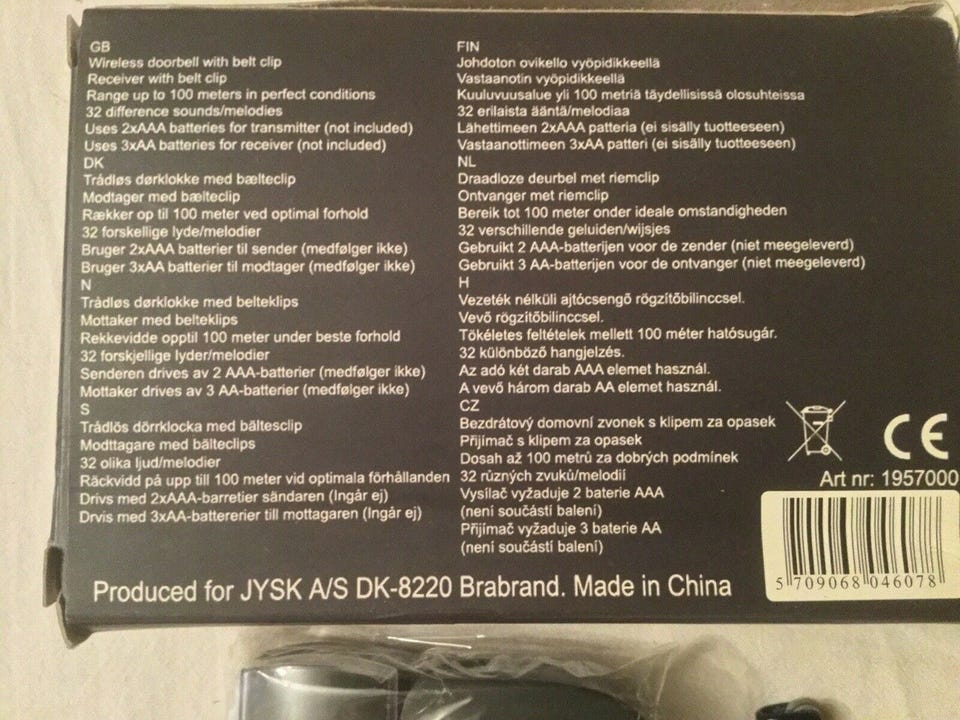 GB
Wireless doorbell with belt clip
Receiver with belt clip
Range up to 100 meters in perfect conditions
32 difference sounds/melodies
Uses 2xAAA batteries for transmitter (not included)
Uses 3xAA batteries for receiver (not included)
DK
Trådløs dørklokke med bælteclip
Modtager med bælteclip
Rækker op til 100 meter ved optimal forhold
32 forskellige lyde/melodier
Bruger 2xAAA batterier til sender (medfølger ikke)
Bruger 3xAA batterier til modtager (medfølger ikke)
N
Trådløs dørklokke med belteklips
Mottaker med belteklips
Rekkevidde opptil 100 meter under beste forhold
32 forskjellige lyder/melodier
Senderen drives av 2 AAA-batterier (medfølger ikke)
Mottaker drives av 3 AA-batterier (medfølger ikke)
S
Trådlös dörrklocka med bältesclip
Modttagare med bälteclips
32 olika ljud/melodier
Räckvidd på upp till 100 meter vid optimala förhållanden
Drivs med 2xAAA-barretier sändaren (Ingår ej)
Drvis med 3xAA-battererier till mottagaren (Ingår ej)
FIN
Johdoton ovikello vyöpidikkeellä
Vastaanotin vyöpidikkeellä
Kuuluvuusalue yli 100 metriä täydellisissä olosuhteissa
32 erilaista ääntä/melodiaa
Lähettimeen 2xAAA patteria (ei sisälly tuotteeseen)
Vastaanottimeen 3xAA patteri (ei sisälly tuotteeseen)
NL
Draadloze deurbel met riemclip
Ontvanger met riemclip
Bereik tot 100 meter onder ideale omstandigheden
32 verschillende geluiden/wijsjes
Gebruikt 2 AAA-batterijen voor de zender (niet meegeleverd)
Gebruikt 3 AA-batterijen voor de ontvanger (niet meegeleverd)
H
Vezeték nélküli ajtócsengő rögzítőbilinccsel.
Vevő rögzítőbilinccsel.
Tökéletes feltételek mellett 100 méter hatósugár.
32 különböző hangjelzés.
Az adó két darab AAA elemet használ.
A vevő három darab AA elemet használ.
CZ
Bezdrátový domovní zvonek s klipem za opasek
Přijímač s klipem za opasek
Dosah až 100 metrů za dobrých podmínek
32 různých zvuků/melodií
Vysílač vyžaduje 2 baterie AAA
(není součástí balení)
Přijímač vyžaduje 3 baterie AA
(není součástí balení)
CE
Art nr: 1957000
5 709068 046078
Produced for JYSK A/S DK-8220 Brabrand. Made in China